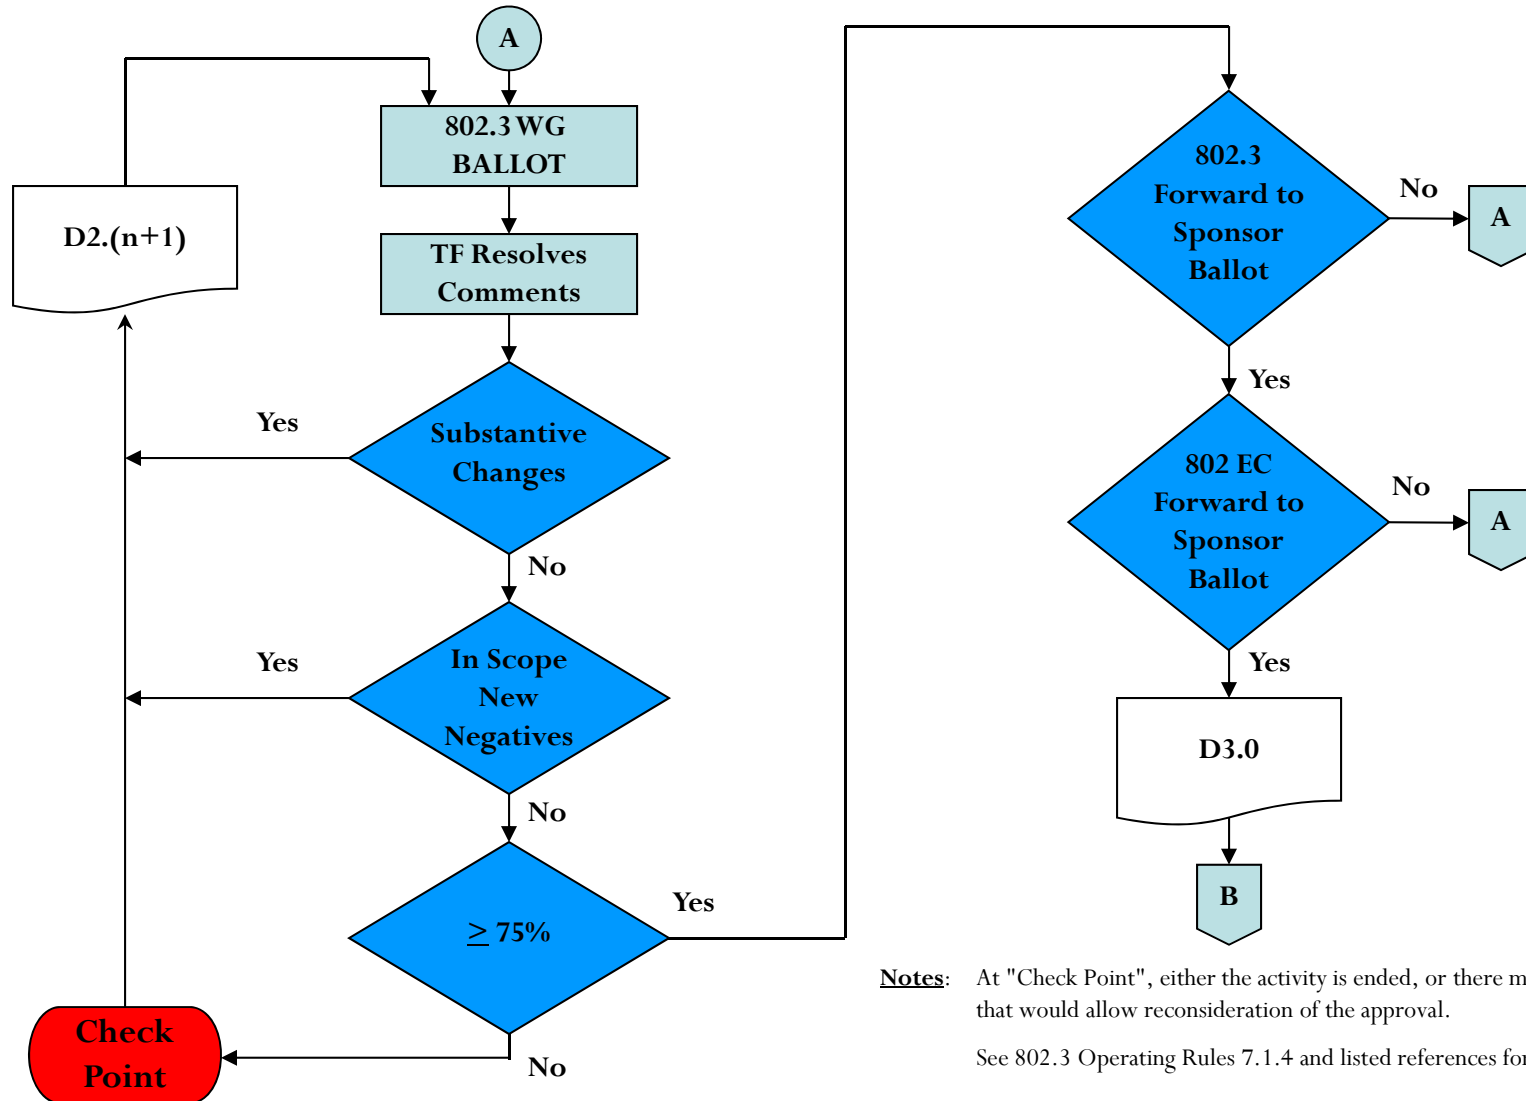 A
802.3 WG
BALLOT
D2.(n+1)
TF Resolves
Comments
Yes
Substantive
Changes
No
Yes
In Scope
New
Negatives
No
≥ 75%
Yes
No
Check
Point
802.3
Forward to
Sponsor
Ballot
No
A
Yes
802 EC
Forward to
Sponsor
Ballot
No
A
Yes
D3.0
B
Notes: At "Check Point", either the activity is ended, or there
that would allow reconsideration of the approval.
See 802.3 Operating Rules 7.1.4 and listed references for